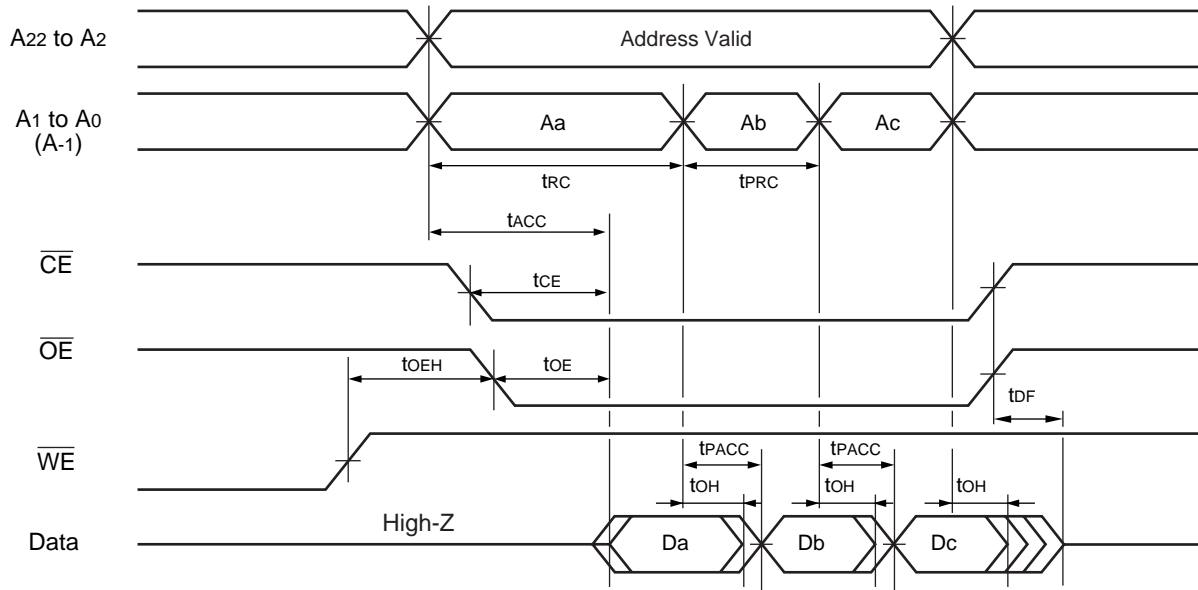 A22 to A2
Address Valid
A1 to A0
(A-1)
Aa
Ab
Ac
tRC
tPRC
tACC
CE
tCE
OE
tOEH
tOE
tDF
WE
tPACC
tPACC
tOH
tOH
tOH
High-Z
Data
Da
Db
Dc